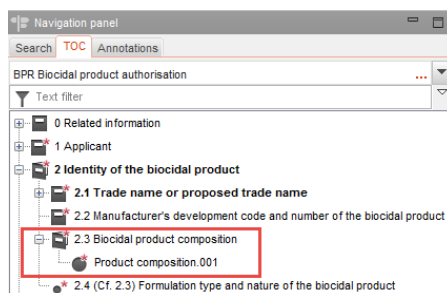 Navigation panel
Search TOC Annotations
BPR Biocidal product authorisation ...
Text filter
0 Related information
* 1 Applicant
* 2 Identity of the biocidal product
* 2.1 Trade name or proposed trade name
* 2.2 Manufacturer's development code and number of the biocidal product
* 2.3 Biocidal product composition
* Product composition.001
* 2.4 (Cf. 2.3) Formulation type and nature of the biocidal product